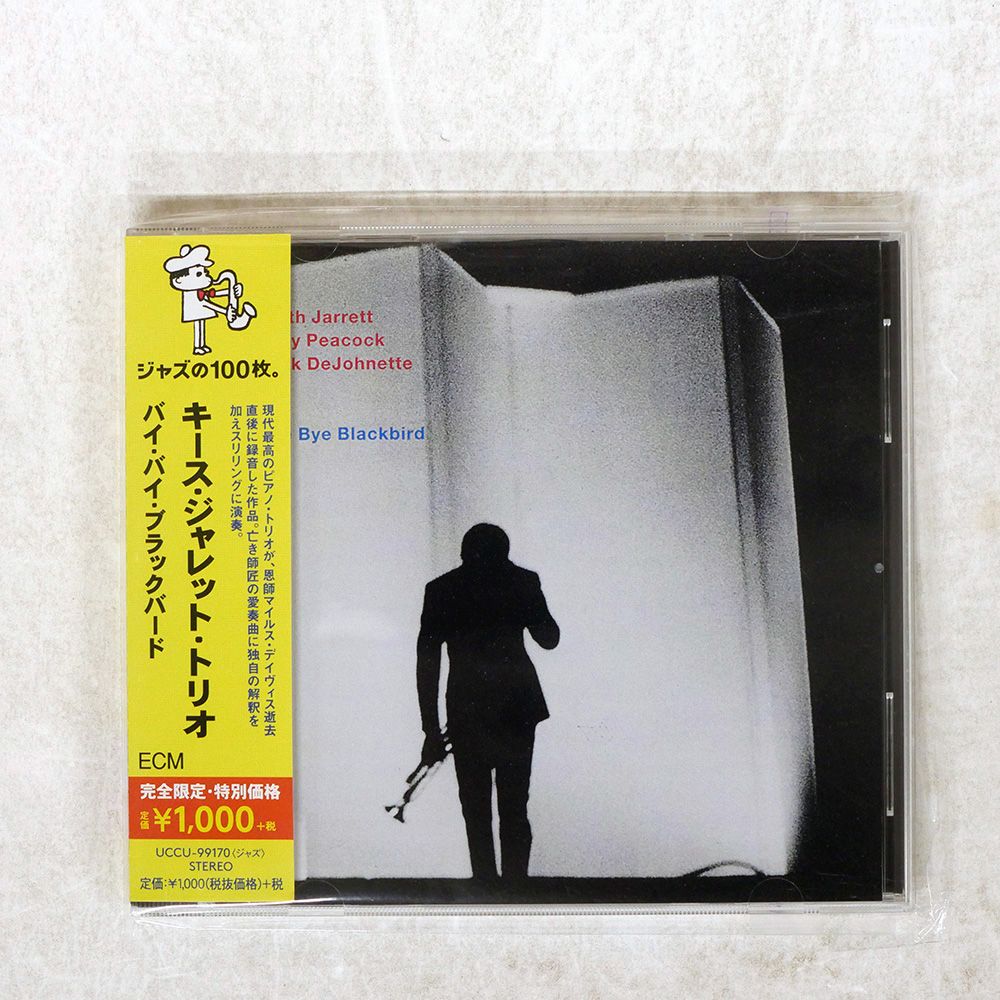 ジャズの100枚。
現代最高のピアノ・トリオが、恩師マイルス・デイヴィス逝去
直後に録音した作品。亡き師匠の愛奏曲に独自の解釈を
加えスリリングに演奏。
キース・ジャレット・トリオ
バイ・バイ・ブラックバード
ECM
完全限定・特別価格
定価 ¥1,000+税
UCCU-99170〈ジャズ〉
STEREO
定価:¥1,000(税抜価格)+税
th Jarrett
y Peacock
k DeJohnette
Bye Blackbird